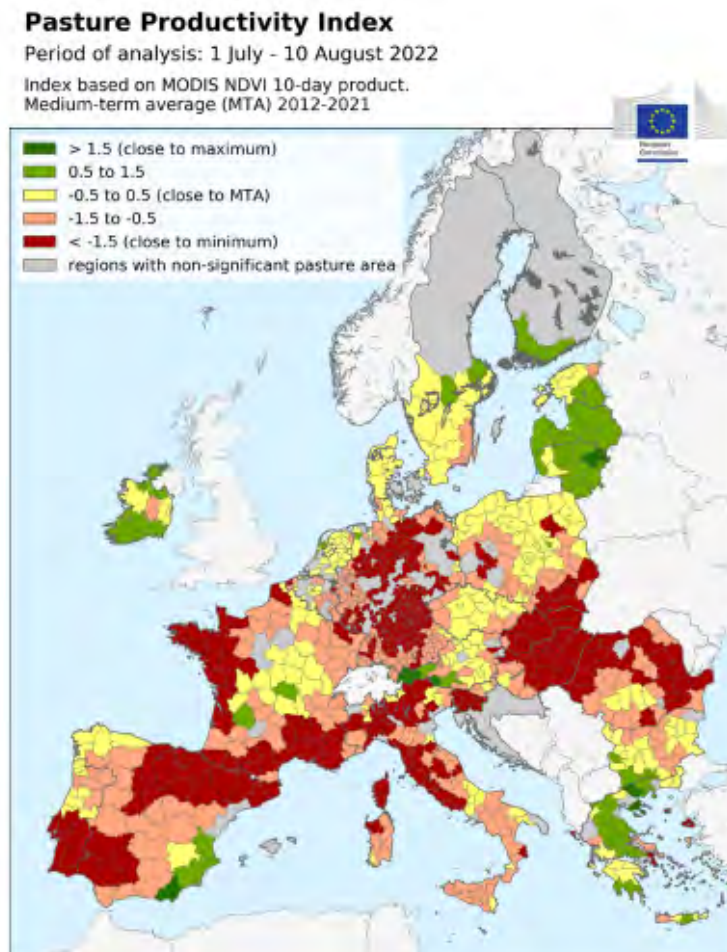 Pasture Productivity Index
Period of analysis: 1 July - 10 August 2022
Index based on MODIS NDVI 10-day product.
Medium-term average (MTA) 2012-2021
European
Commission
> 1.5 (close to maximum)
0.5 to 1.5
-0.5 to 0.5 (close to MTA)
-1.5 to -0.5
< -1.5 (close to minimum)
regions with non-significant pasture area